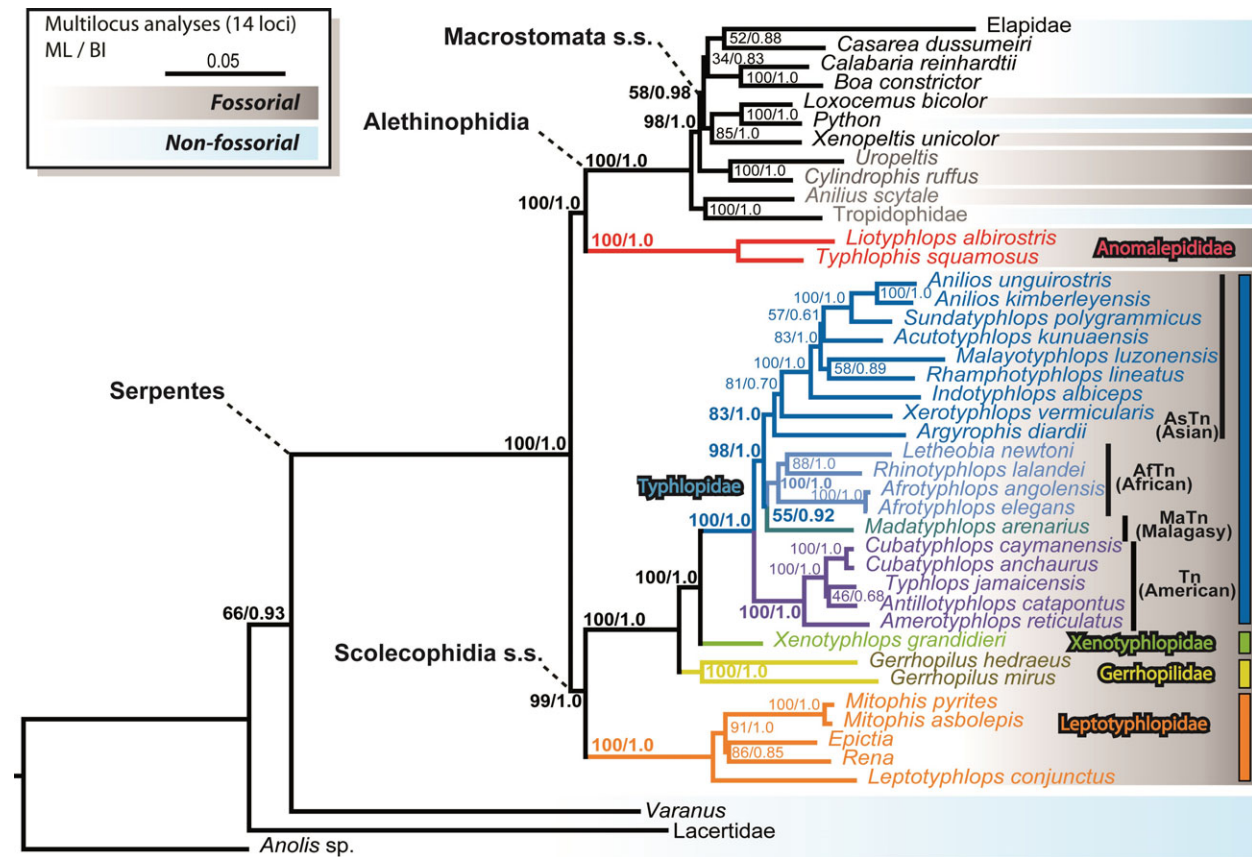 Multilocus analyses (14 loci)
ML / BI
0.05
Fossorial
Non-fossorial
Macrostomata s.s.
Alethinophidia
Serpentes
Scolecophidia s.s.
Elapidae
52/0.88
Casarea dussumeiri
34/0.83
Calabaria reinhardtii
100/1.0
Boa constrictor
58/0.98
Loxocemus bicolor
100/1.0
Python
98/1.0
85/1.0
Xenopeltis unicolor
100/1.0
Uropeltis
100/1.0
Cylindrophis ruffus
Anilius scytale
100/1.0
Tropidophidae
100/1.0
100/1.0
Liotyphlops albirostris
Typhlophis squamosus
Anomalepididae
Anilios unguirostris
100/1.0
100/1.0
Anilios kimberleyensis
57/0.61
Sundatyphlops polygrammicus
83/1.0
Acutotyphlops kunuaensis
100/1.0
Malayotyphlops luzonensis
58/0.89
Rhamphotyphlops lineatus
81/0.70
Indotyphlops albiceps
83/1.0
Xerotyphlops vermicularis
Argyrophis diardii
AsTn
(Asian)
100/1.0
98/1.0
Letheobia newtoni
88/1.0
Rhinotyphlops lalandei
100/1.0
Typhlopidae
Afrotyphlops angolensis
100/1.0
Afrotyphlops elegans
AfTn
(African)
100/1.0
55/0.92
Madatyphlops arenarius
MaTn
(Malagasy)
100/1.0
Cubatyphlops caymanensis
100/1.0
Cubatyphlops anchaurus
100/1.0
Typhlops jamaicensis
46/0.68
Antillotyphlops catapontus
100/1.0
Amerotyphlops reticulatus
Tn
(American)
66/0.93
100/1.0
Xenotyphlops grandidieri
Xenotyphlopidae
Gerrhopilus hedraeus
100/1.0
Gerrhopilus mirus
Gerrhopilidae
99/1.0
Mitophis pyrites
100/1.0
Mitophis asbolepis
91/1.0
Epictia
100/1.0
86/0.85
Rena
Leptotyphlops conjunctus
Leptotyphlopidae
Varanus
Lacertidae
Anolis sp.